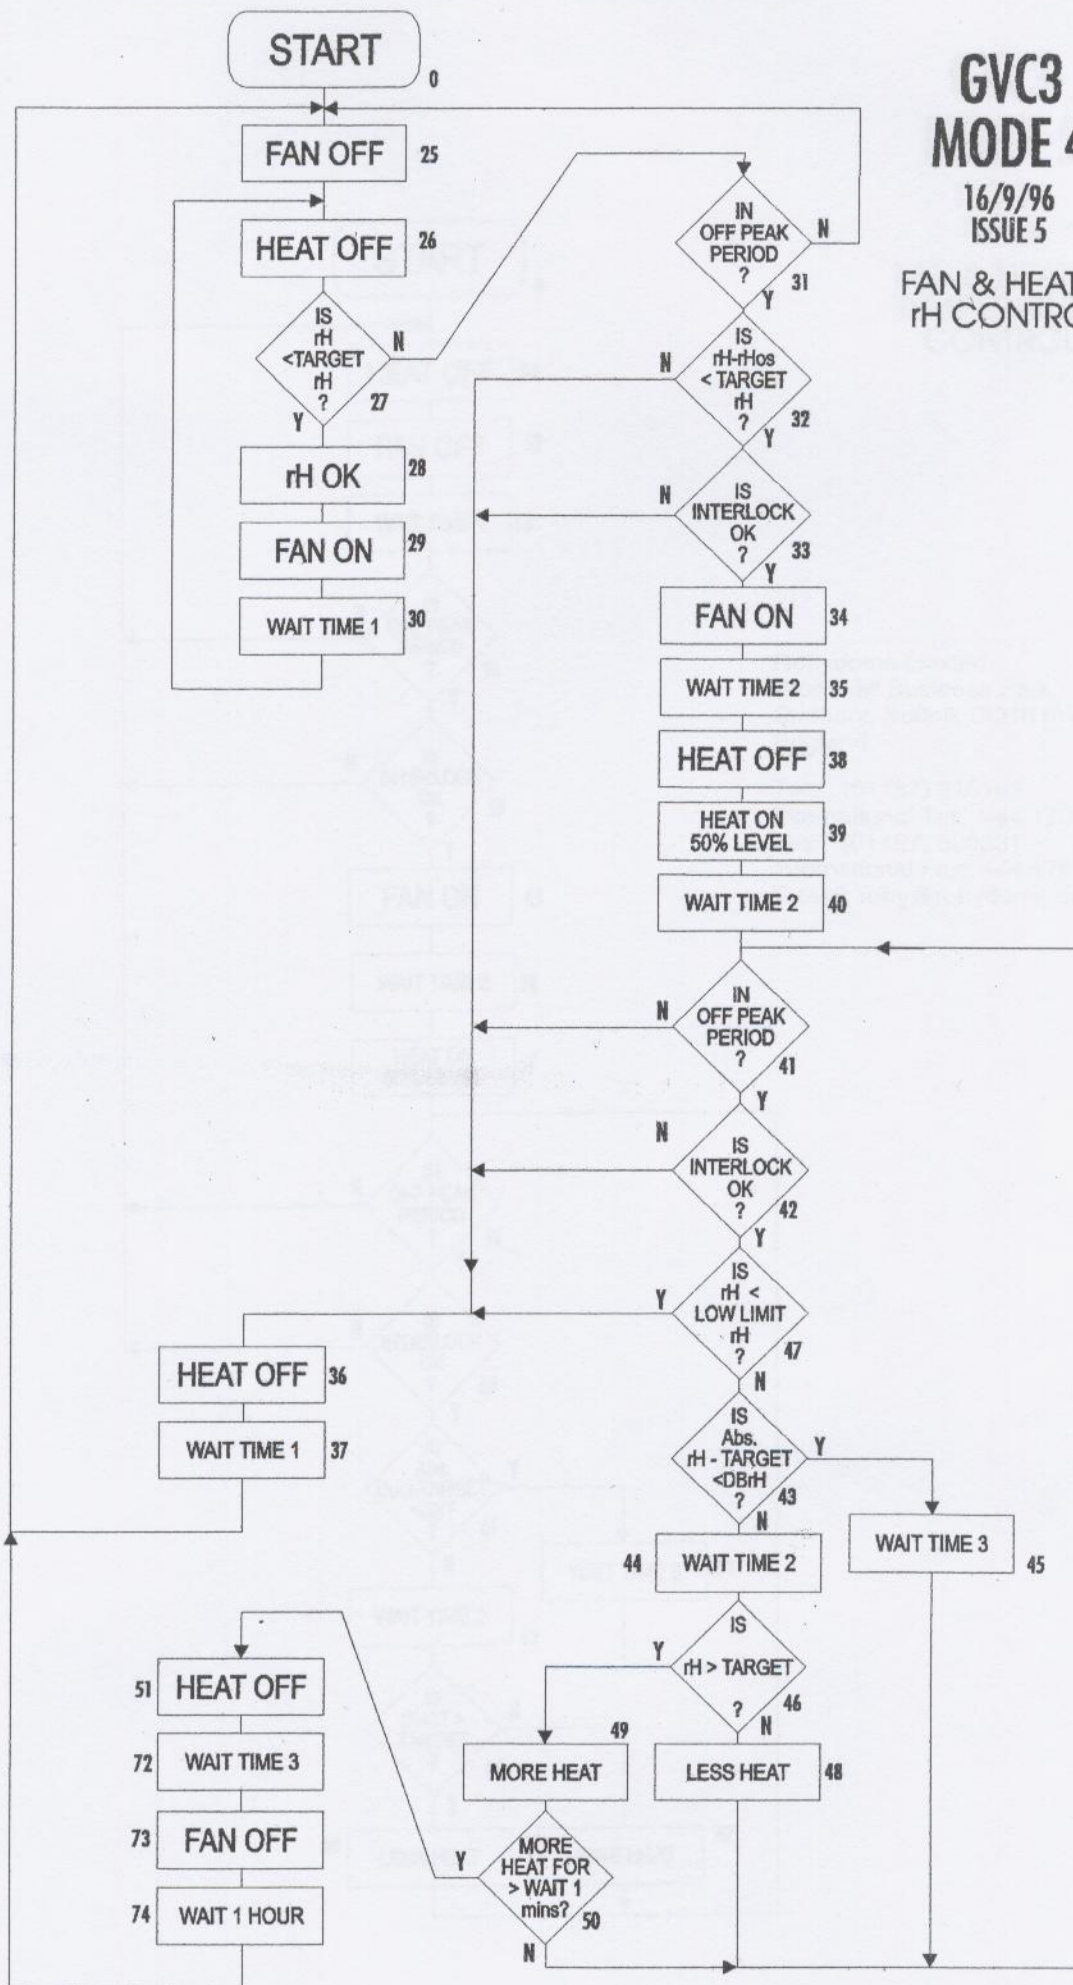 START
0
GVC3
MODE 4
16/9/96
ISSUE 5
FAN & HEAT
rH CONTRO
FAN OFF
25
HEAT OFF
26
IS
rH
<TARGET
rH
?
27
N
Y
rH OK
28
FAN ON
29
WAIT TIME 1
30
IN
OFF PEAK
PERIOD
?
31
N
Y
IS
rH-rHos
< TARGET
rH
?
32
N
Y
IS
INTERLOCK
OK
?
33
N
Y
FAN ON
34
WAIT TIME 2
35
HEAT OFF
38
HEAT ON
50% LEVEL
39
WAIT TIME 2
40
IN
OFF PEAK
PERIOD
?
41
N
Y
IS
INTERLOCK
OK
?
42
N
Y
IS
rH <
LOW LIMIT
rH
?
47
Y
N
HEAT OFF
36
WAIT TIME 1
37
IS
Abs.
rH - TARGET
<DBrH
?
43
Y
N
44
WAIT TIME 2
WAIT TIME 3
45
IS
rH > TARGET
?
46
Y
N
49
MORE HEAT
LESS HEAT
48
MORE
HEAT FOR
> WAIT 1
mins?
50
Y
N
51
HEAT OFF
72
WAIT TIME 3
73
FAN OFF
74
WAIT 1 HOUR